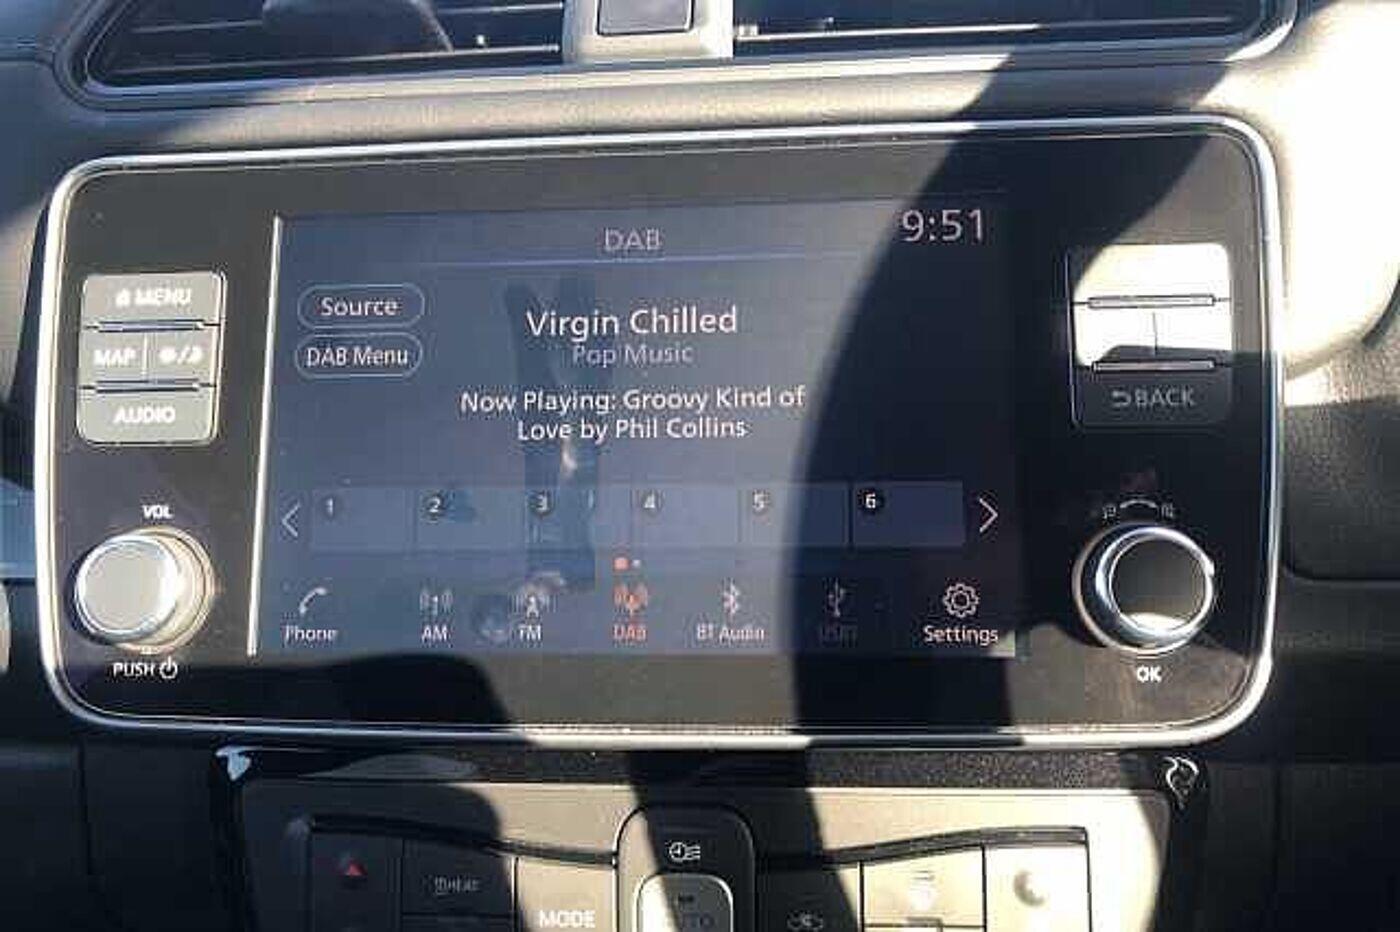 DAB
9:51
MENU
Source
Virgin Chilled
Pop Music
MAP
DAB Menu
Now Playing: Groovy Kind of
Love by Phil Collins
AUDIO
BACK
1 2 3 4 5 6
VOL
Phone AM FM DAB BT Audio Settings
PUSH
OK
MODE